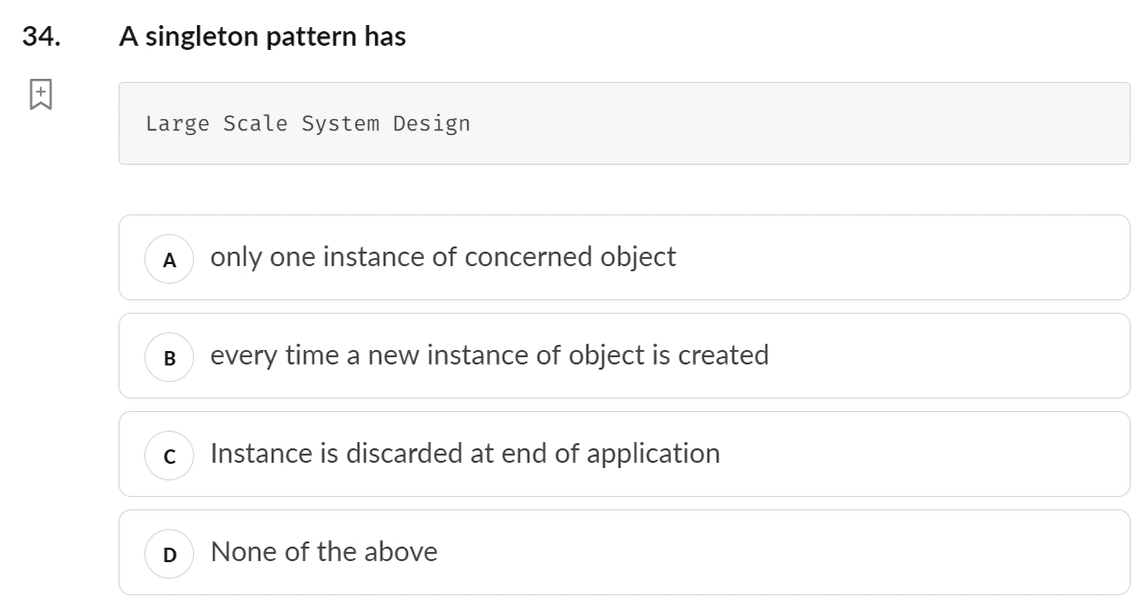 34. A singleton pattern has
Large Scale System Design
A only one instance of concerned object
B every time a new instance of object is created
C Instance is discarded at end of application
D None of the above